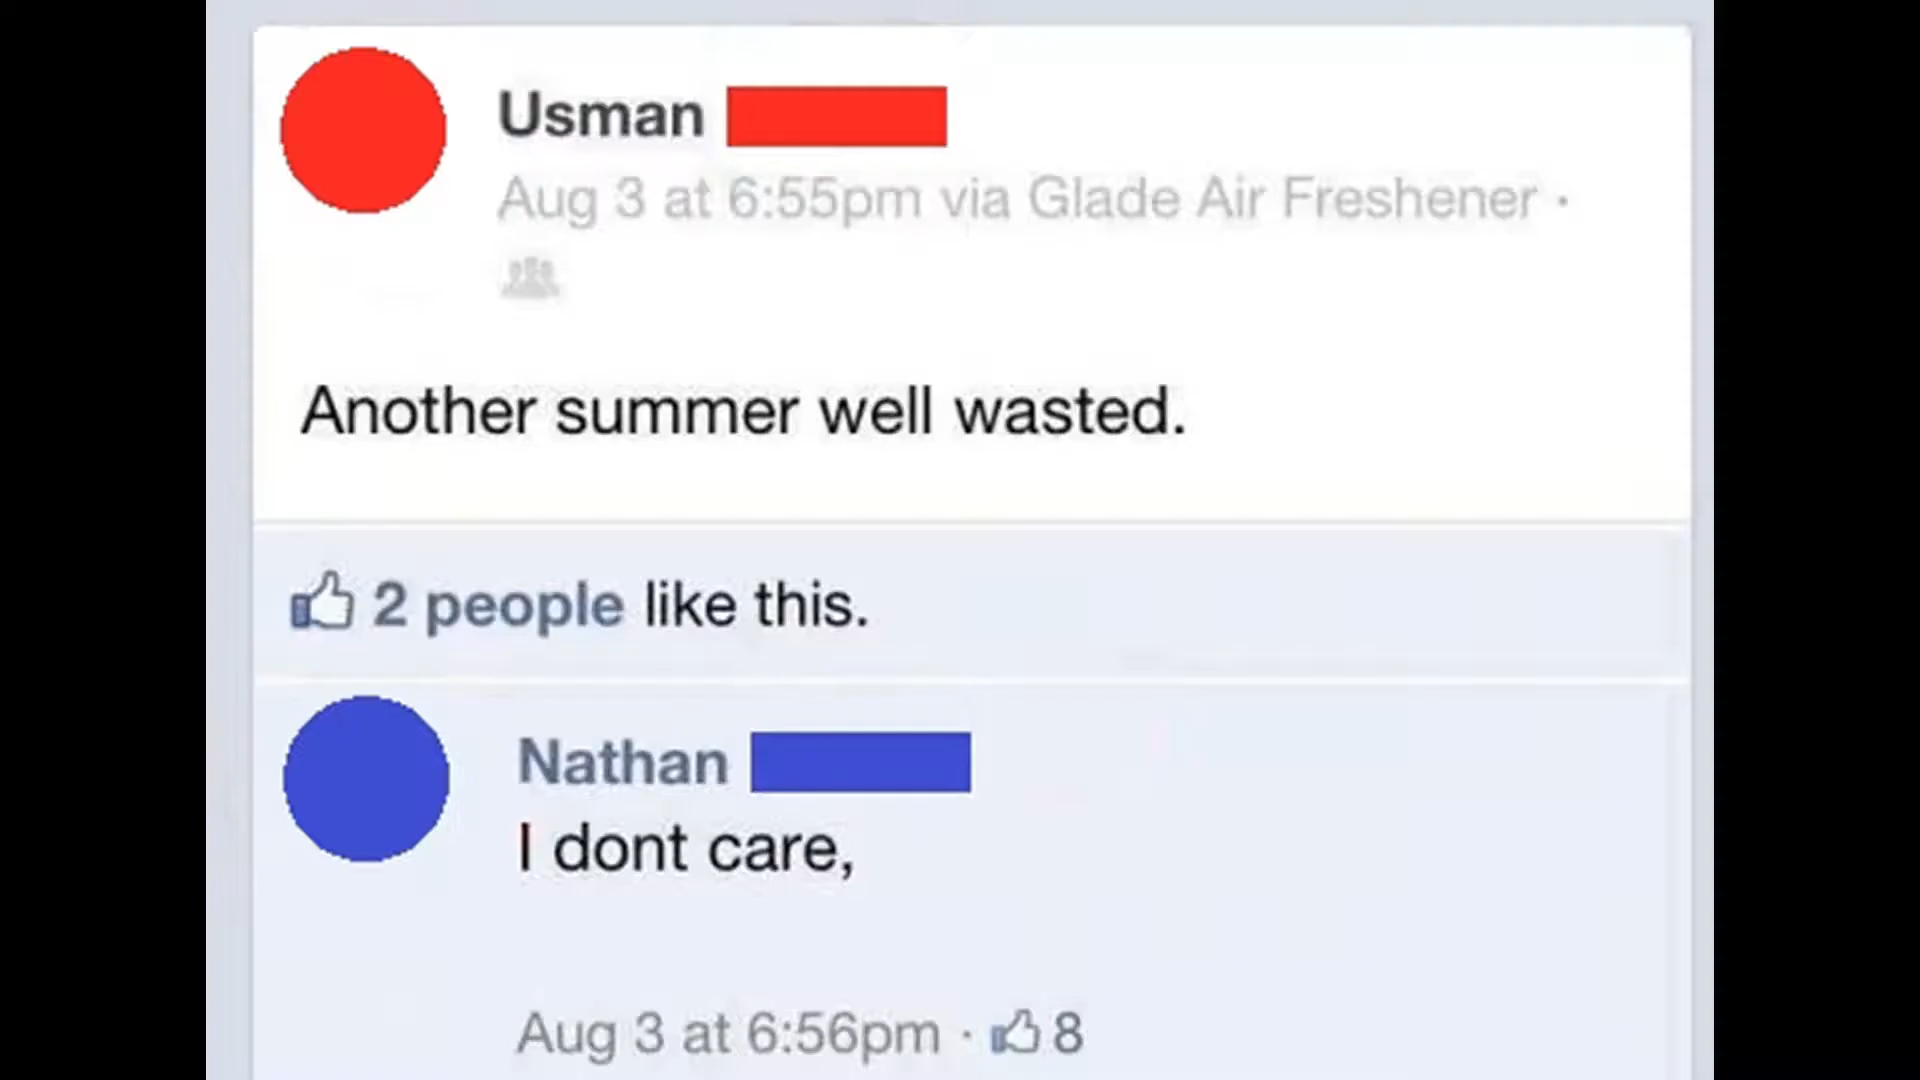 Usman
Aug 3 at 6:55pm via Glade Air Freshener ·
Another summer well wasted.
2 people like this.
Nathan
I dont care,
Aug 3 at 6:56pm · 8